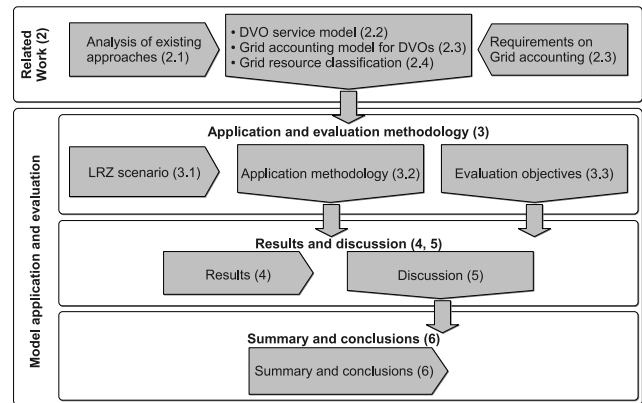 Related
Work (2)
Analysis of existing
approaches (2.1)
• DVO service model (2.2)
• Grid accounting model for DVOs (2.3)
• Grid resource classification (2.4)
Requirements on
Grid accounting (2.3)
Model application and evaluation
Application and evaluation methodology (3)
LRZ scenario (3.1)
Application methodology (3.2)
Evaluation objectives (3.3)
Results and discussion (4, 5)
Results (4)
Discussion (5)
Summary and conclusions (6)
Summary and conclusions (6)